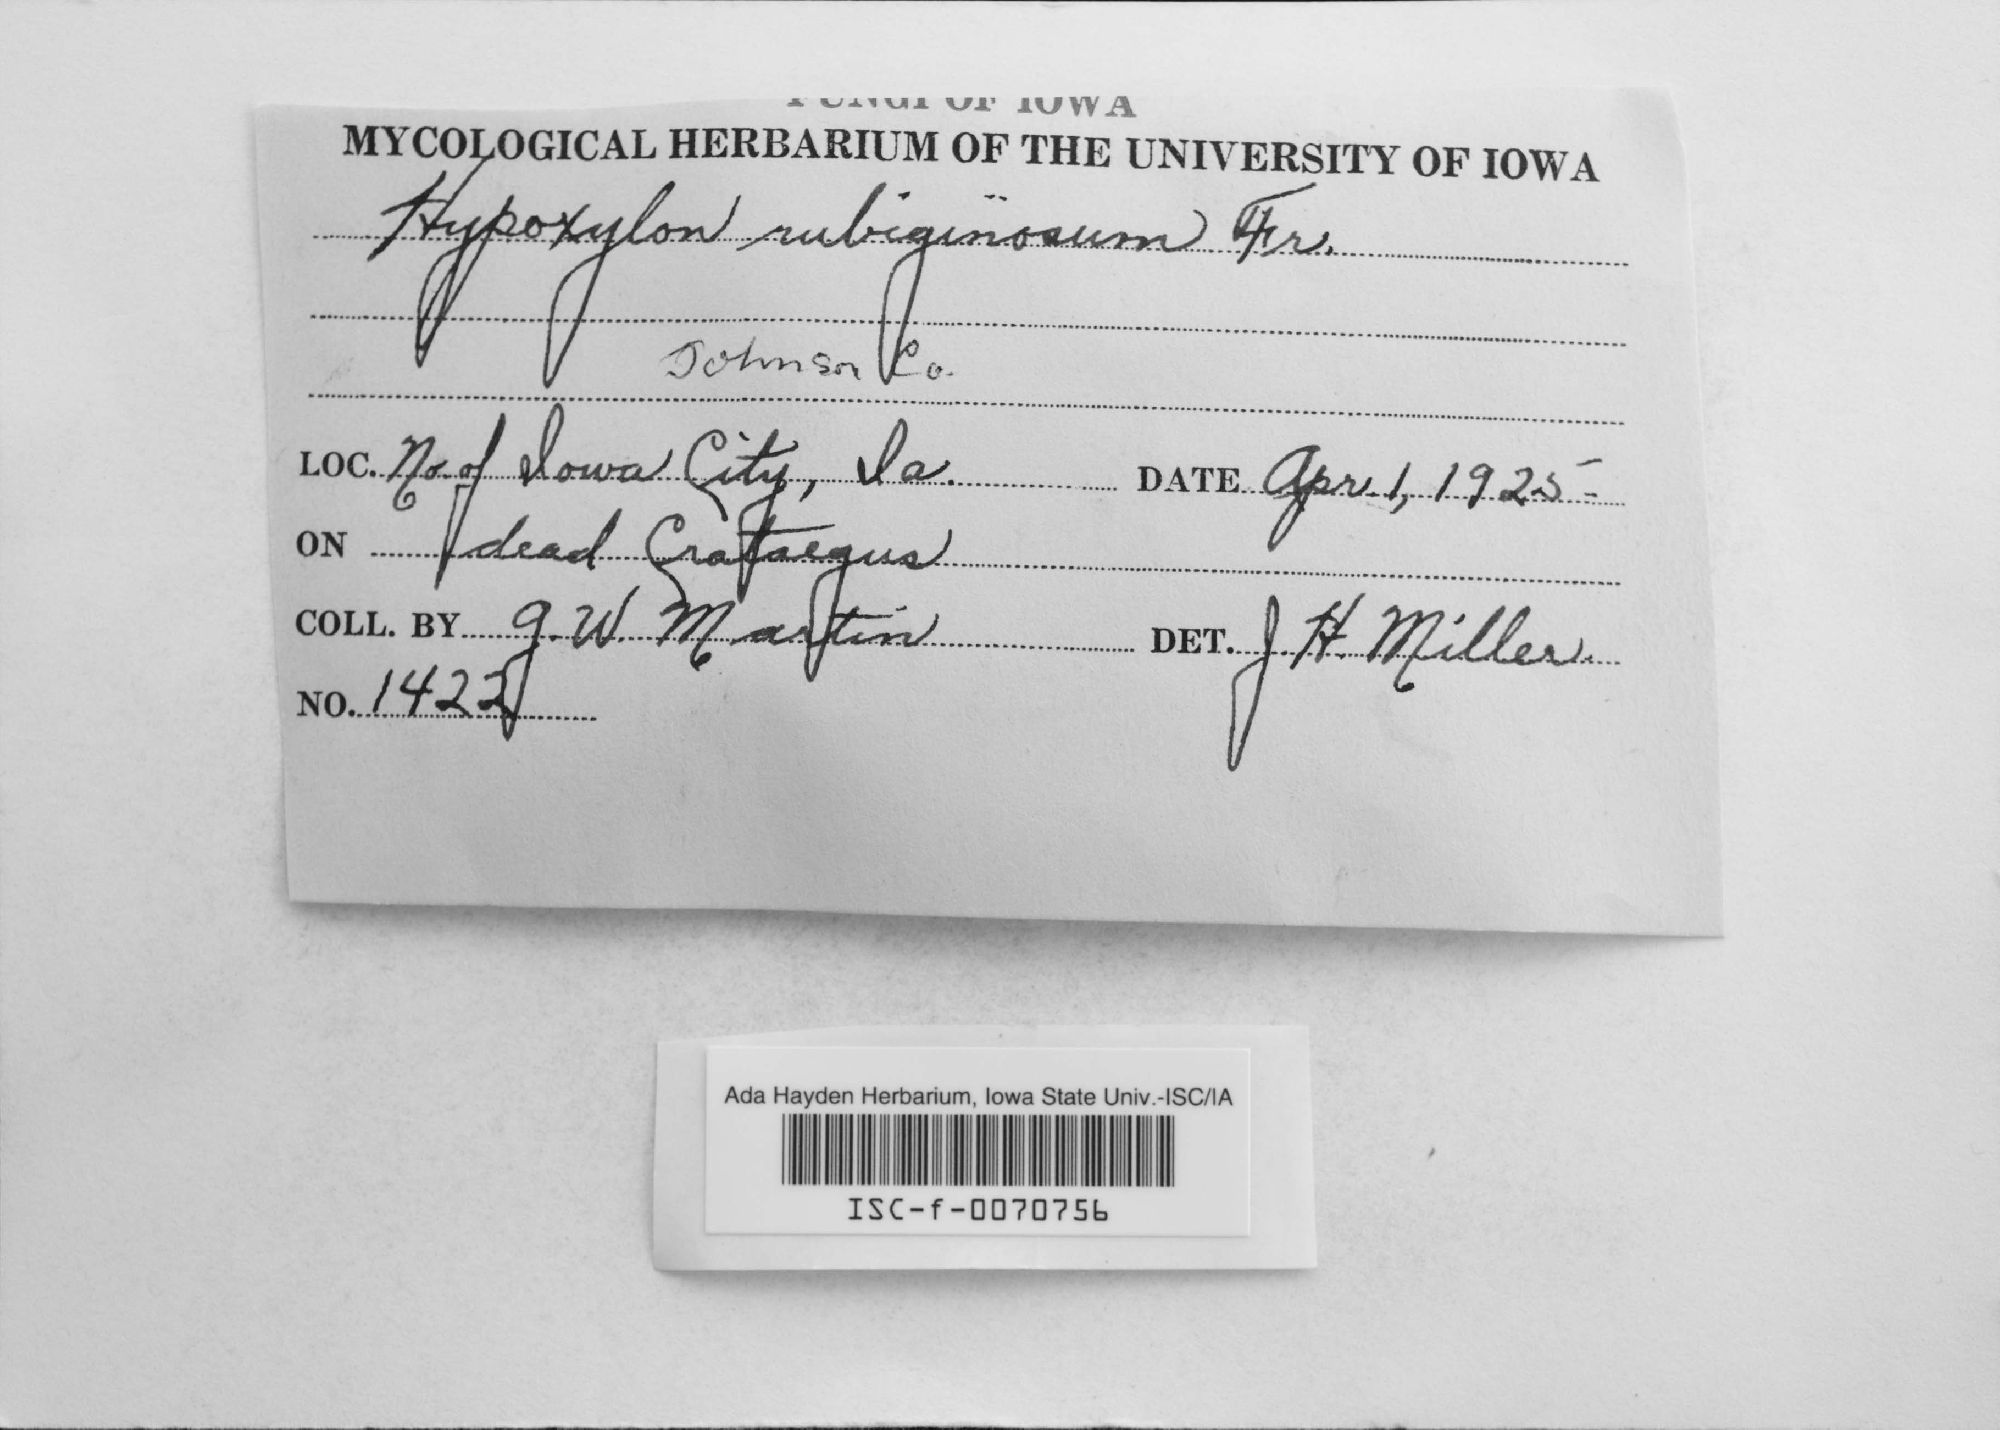 FUNGI OF IOWA
MYCOLOGICAL HERBARIUM OF THE UNIVERSITY OF IOWA
Hypoxylon rubiginosum Fr.
Johnson Co.
LOC. No. of Iowa City, Ia. DATE Apr. 1, 1925
ON dead Crataegus
COLL. BY G. W. Martin DET. J. H. Miller
NO. 1422
Ada Hayden Herbarium, Iowa State Univ.-ISC/IA
ISC-f-0070756